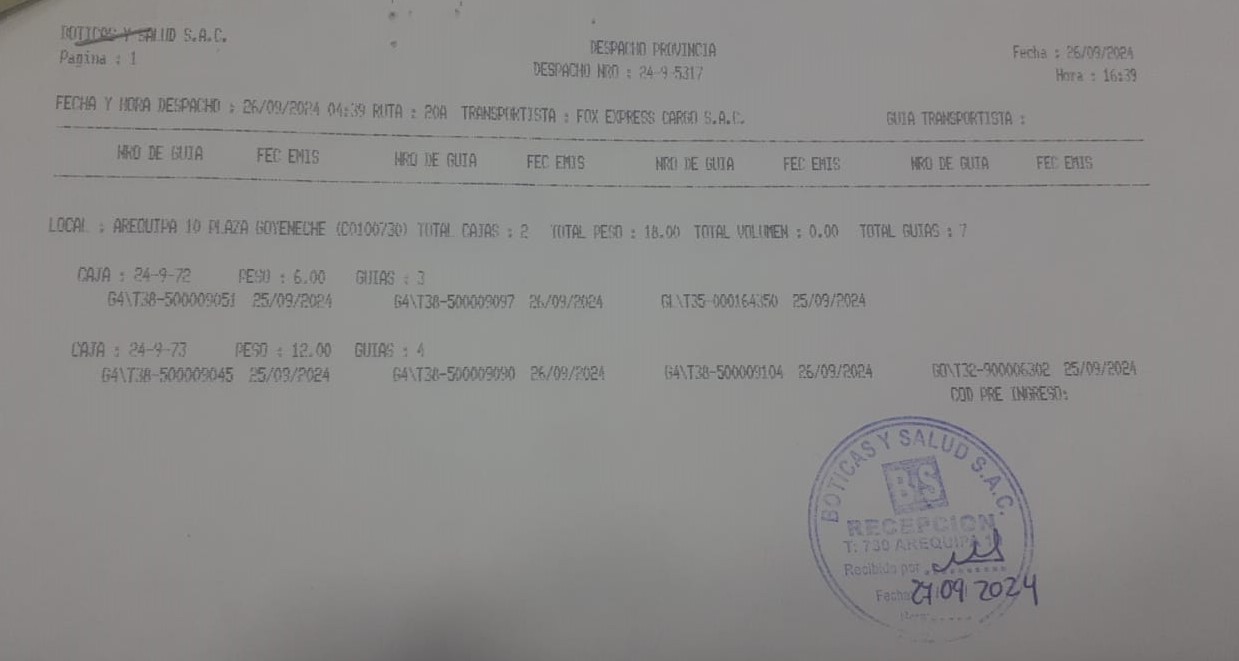 BOTICAS Y SALUD S.A.C.
Pagina : 1
DESPACHO PROVINCIA
DESPACHO NRO : 24-9-5317
Fecha : 26/09/2024
Hora : 16:39
FECHA Y HORA DESPACHO : 26/09/2024 04:39 RUTA : 20A TRANSPORTISTA : FOX EXPRESS CARGO S.A.C. GUIA TRANSPORTISTA :
NRO DE GUIA FEC EMIS NRO DE GUIA FEC EMIS NRO DE GUIA FEC EMIS NRO DE GUIA FEC EMIS
LOCAL : AREQUIPA 10 PLAZA GOYENECHE (C0100730) TOTAL CAJAS : 2 TOTAL PESO : 18.00 TOTAL VOLUMEN : 0.00 TOTAL GUIAS : 7
CAJA : 24-9-72 PESO : 6.00 GUIAS : 3
G4\T38-500009051 25/09/2024 G4\T38-500009097 26/09/2024 GL\T35-000164350 25/09/2024
CAJA : 24-9-73 PESO : 12.00 GUIAS : 4
G4\T38-500009045 25/09/2024 G4\T38-500009090 26/09/2024 G4\T38-500009104 26/09/2024 GO\T32-900006302 25/09/2024
COD PRE INGRESO:
BOTICAS Y SALUD S.A.C.
BS
RECEPCION
T: 730 AREQUIPA 10
Recibido por
Fecha 27/09/2024
Hora